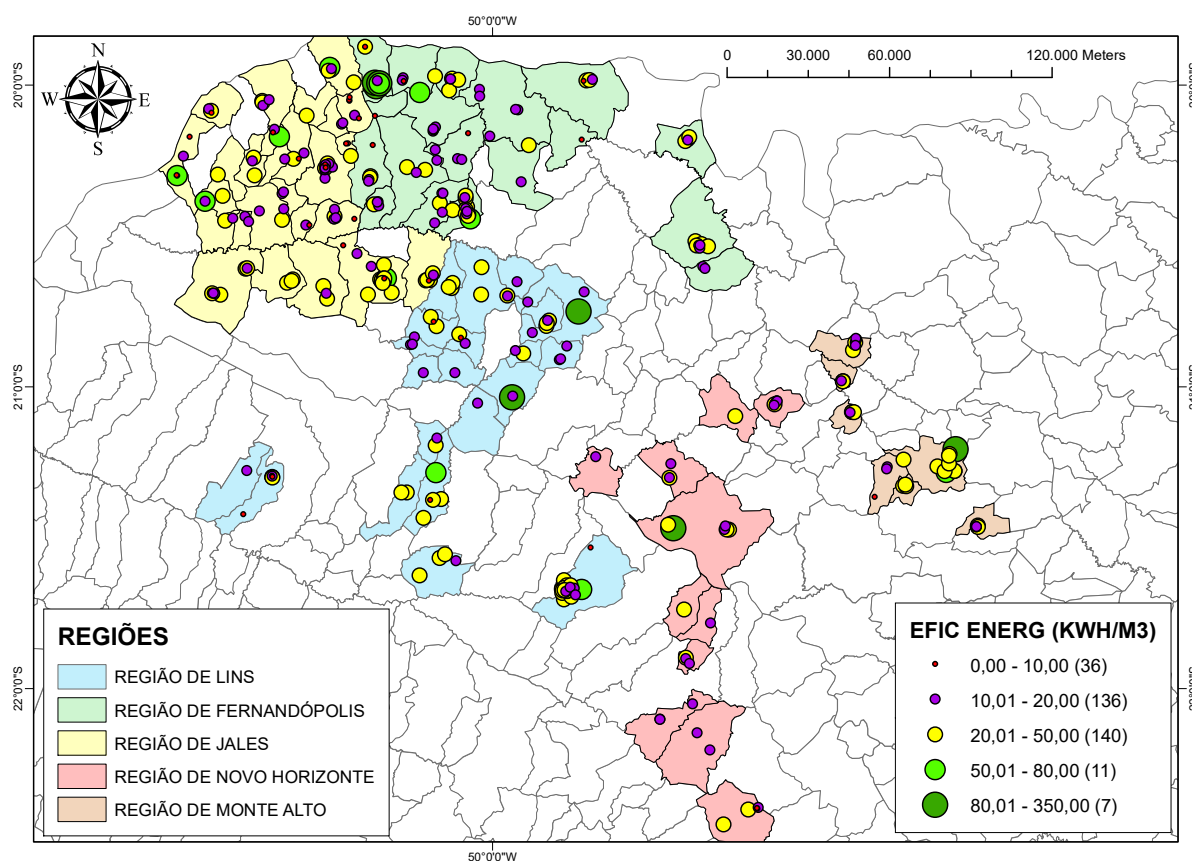 50°0'0"W
0 30.000 60.000 120.000 Meters
N
W E
S
20°0'0"S
21°0'0"S
22°0'0"S
REGIÕES
REGIÃO DE LINS
REGIÃO DE FERNANDÓPOLIS
REGIÃO DE JALES
REGIÃO DE NOVO HORIZONTE
REGIÃO DE MONTE ALTO
EFIC ENERG (KWH/M3)
0,00 - 10,00 (36)
10,01 - 20,00 (136)
20,01 - 50,00 (140)
50,01 - 80,00 (11)
80,01 - 350,00 (7)
50°0'0"W